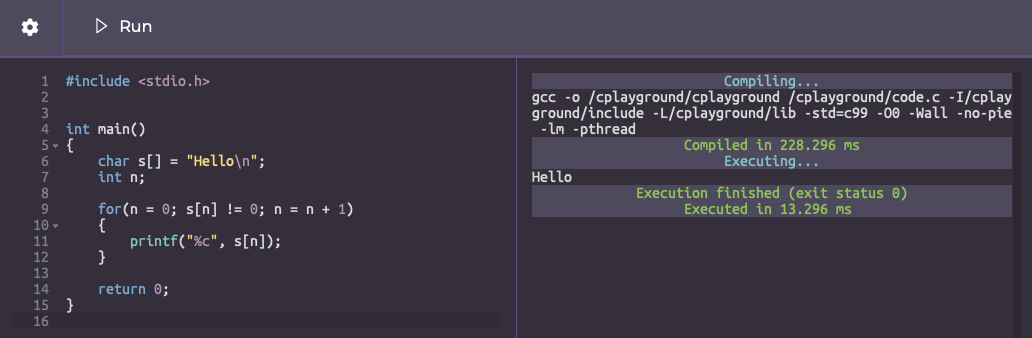 Run
1 #include <stdio.h>
2
3
4 int main()
5 {
6     char s[] = "Hello\n";
7     int n;
8
9     for(n = 0; s[n] != 0; n = n + 1)
10     {
11         printf("%c", s[n]);
12     }
13
14     return 0;
15 }
16
Compiling...
gcc -o /cplayground/cplayground /cplayground/code.c -I/cplay
ground/include -L/cplayground/lib -std=c99 -O0 -Wall -no-pie
 -lm -pthread
Compiled in 228.296 ms
Executing...
Hello
Execution finished (exit status 0)
Executed in 13.296 ms